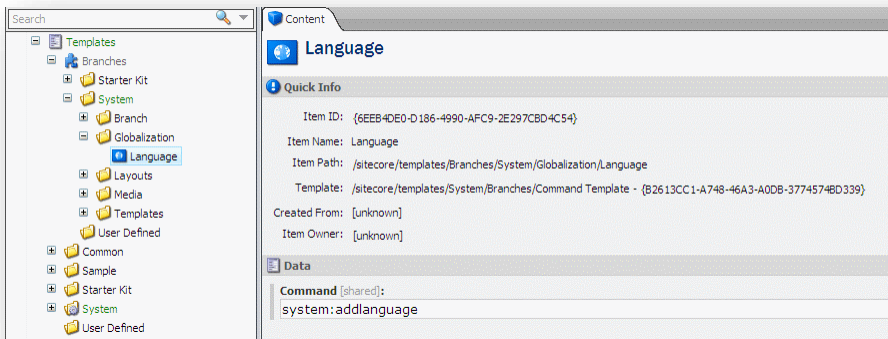 Search
Templates
Branches
Starter Kit
System
Branch
Globalization
Language
Layouts
Media
Templates
User Defined
Common
Sample
Starter Kit
System
User Defined
Content
Language
Quick Info
Item ID: {6EEB4DE0-D186-4990-AFC9-2E297CBD4C54}
Item Name: Language
Item Path: /sitecore/templates/Branches/System/Globalization/Language
Template: /sitecore/templates/System/Branches/Command Template - {B2613CC1-A748-46A3-A0DB-3774574BD339}
Created From: [unknown]
Item Owner: [unknown]
Data
Command [shared]:
system:addlanguage